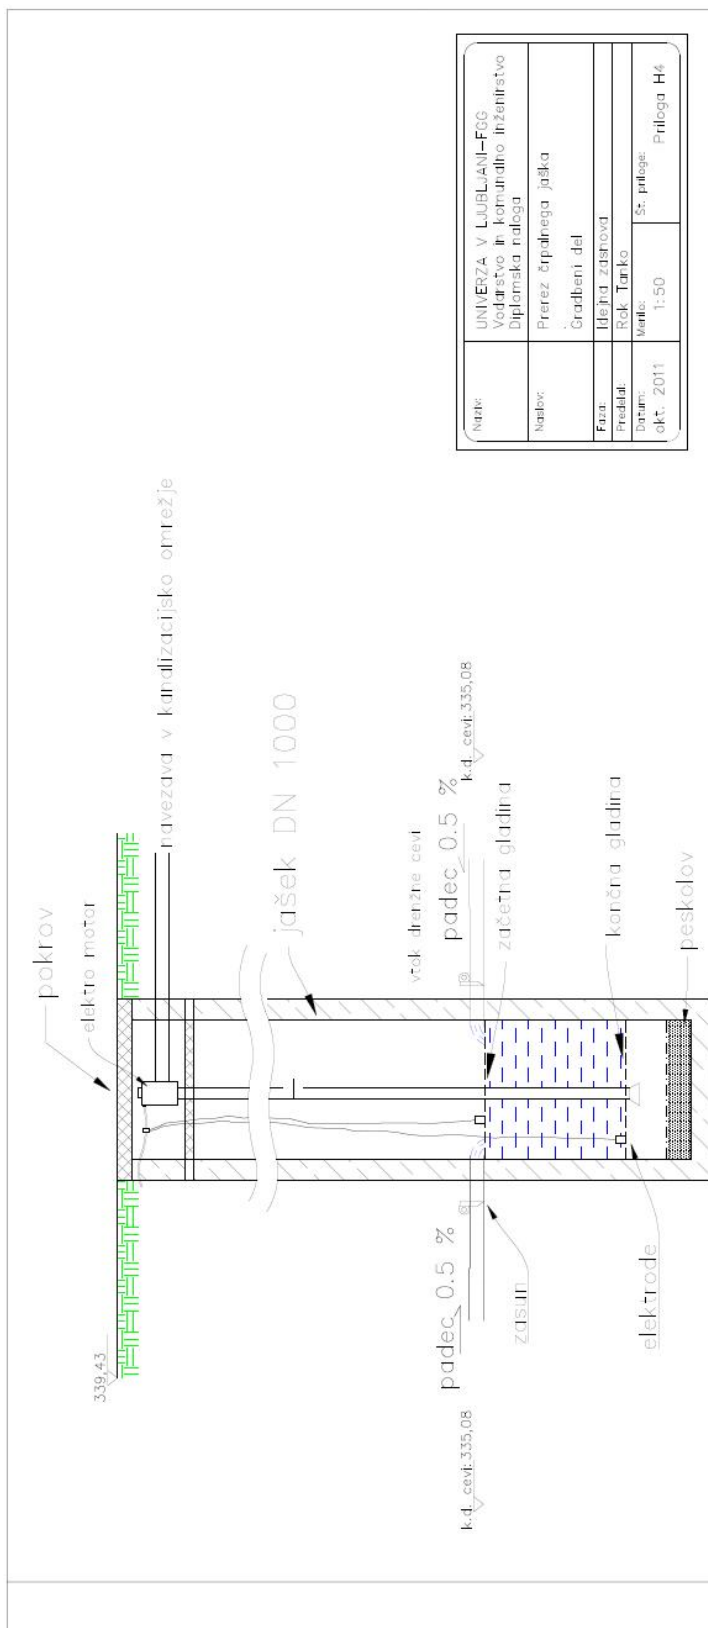 pokrov
elektro motor
navezava v kanalizacijsko omrežje
339,43
jašek DN 1000
vtok drenžne cevi
padec 0.5 %
k.d. cevi:335,08
začetna gladina
končna gladina
peskolov
padec 0.5 %
k.d. cevi:335,08
zasun
elektrode
Naziv:
UNIVERZA V LJUBLJANI-FGG
Vodarstvo in komunalno inženirstvo
Diplomska naloga
Naslov:
Prerez črpalnega jaška
Gradbeni del
Faza:
Idejna zasnova
Predelal:
Rok Tanko
Datum:
okt. 2011
Merilo:
1:50
Št. priloge:
Priloga H4